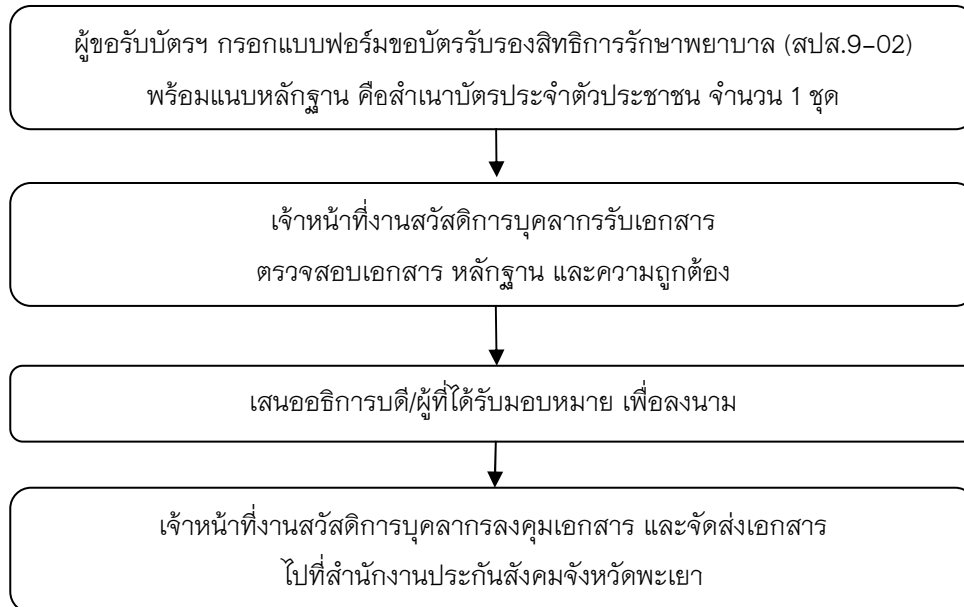 ผู้ขอรับบัตรฯ กรอกแบบฟอร์มขอบัตรรับรองสิทธิการรักษาพยาบาล (สปส.9-02)
พร้อมแนบหลักฐาน คือสำเนาบัตรประจำตัวประชาชน จำนวน 1 ชุด
เจ้าหน้าที่งานสวัสดิการบุคลากรรับเอกสาร
ตรวจสอบเอกสาร หลักฐาน และความถูกต้อง
เสนออธิการบดี/ผู้ที่ได้รับมอบหมาย เพื่อลงนาม
เจ้าหน้าที่งานสวัสดิการบุคลากรลงคุมเอกสาร และจัดส่งเอกสาร
ไปที่สำนักงานประกันสังคมจังหวัดพะเยา